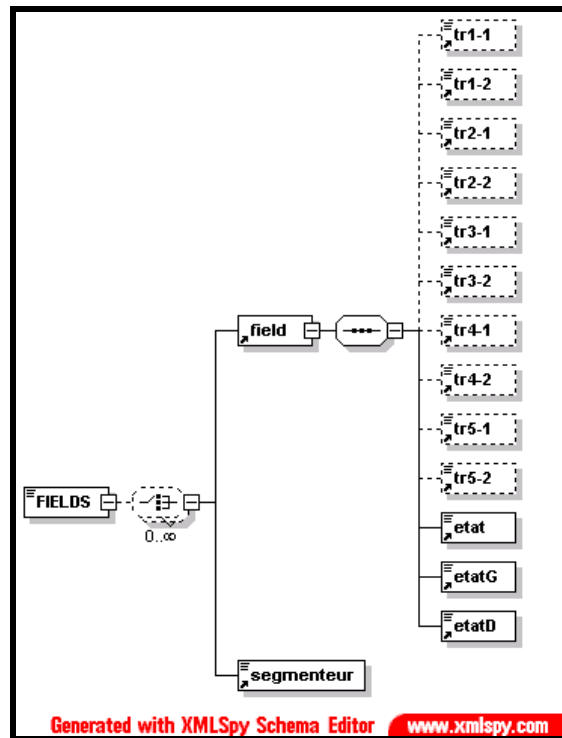 tr1-1
tr1-2
tr2-1
tr2-2
tr3-1
tr3-2
field
tr4-1
tr4-2
tr5-1
tr5-2
FIELDS
0..∞
etat
etatG
etatD
segmenteur
Generated with XMLSpy Schema Editor www.xmlspy.com